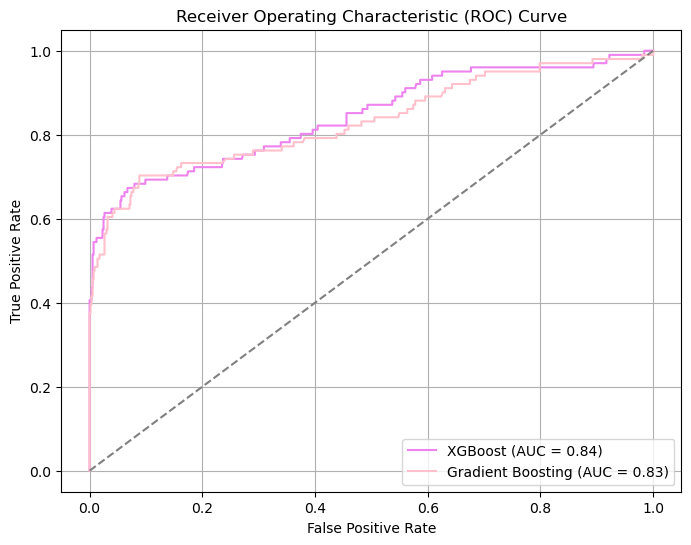 Receiver Operating Characteristic (ROC) Curve
True Positive Rate
1.0
0.8
0.6
0.4
0.2
0.0
XGBoost (AUC = 0.84)
Gradient Boosting (AUC = 0.83)
0.0 0.2 0.4 0.6 0.8 1.0
False Positive Rate